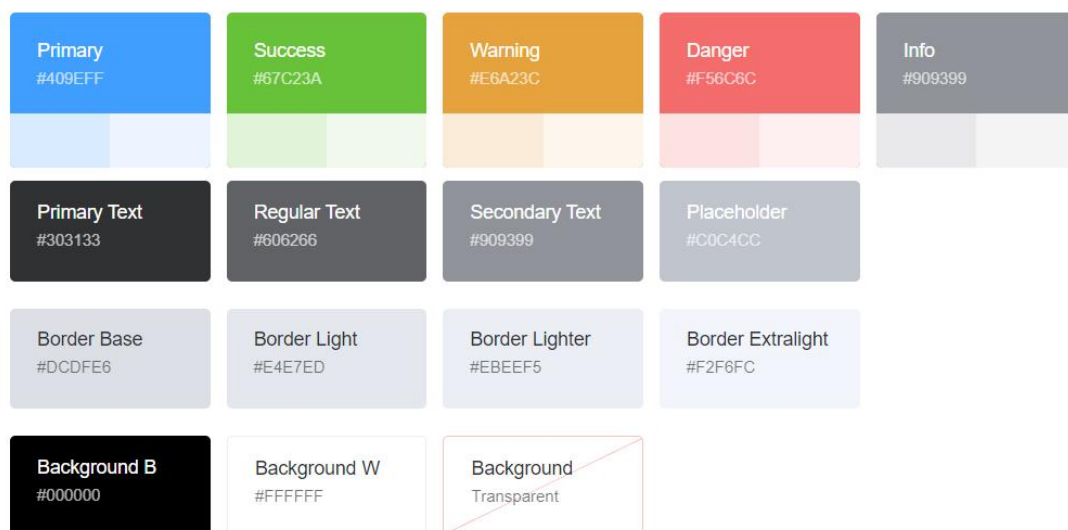 Primary
#409EFF
Success
#67C23A
Warning
#E6A23C
Danger
#F56C6C
Info
#909399
Primary Text
#303133
Regular Text
#606266
Secondary Text
#909399
Placeholder
#C0C4CC
Border Base
#DCDFE6
Border Light
#E4E7ED
Border Lighter
#EBEEF5
Border Extralight
#F2F6FC
Background B
#000000
Background W
#FFFFFF
Background
Transparent